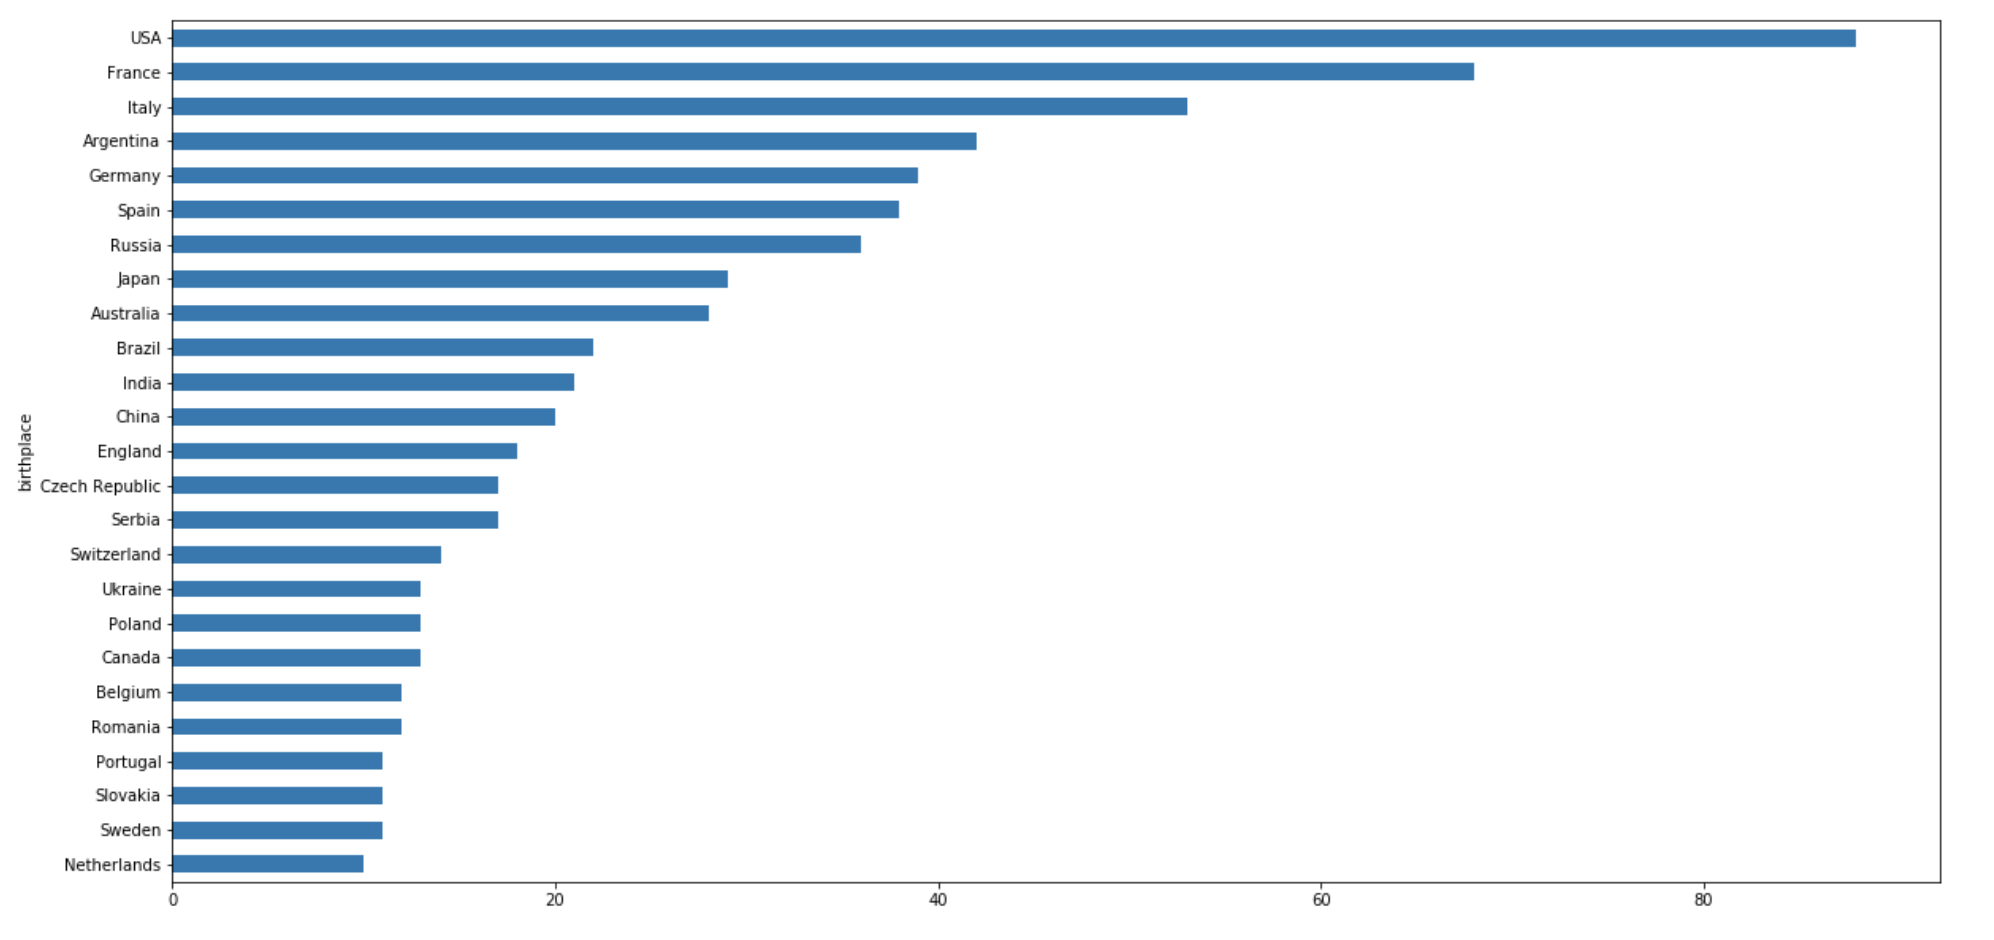 USA
France
Italy
Argentina
Germany
Spain
Russia
Japan
Australia
Brazil
India
China
England
birthplace
Czech Republic
Serbia
Switzerland
Ukraine
Poland
Canada
Belgium
Romania
Portugal
Slovakia
Sweden
Netherlands
0 20 40 60 80